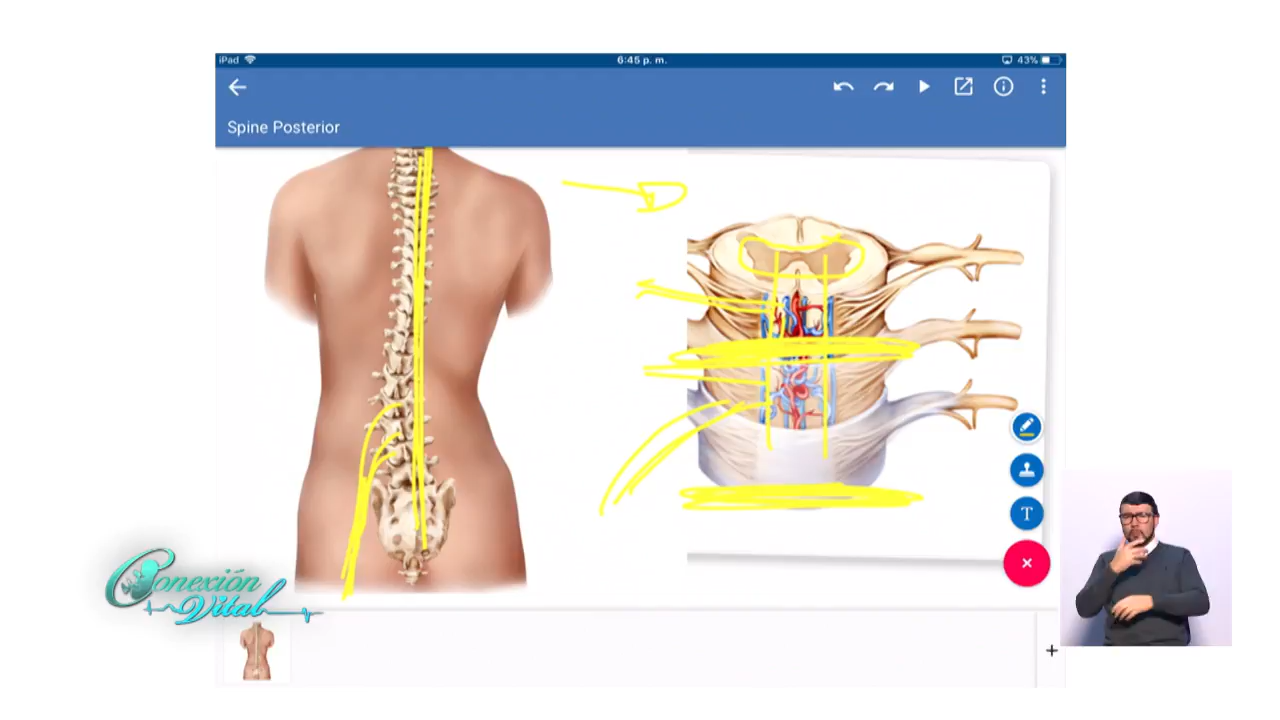 iPad 6:45 p. m. 43%
Spine Posterior
T
Conexión
Vital